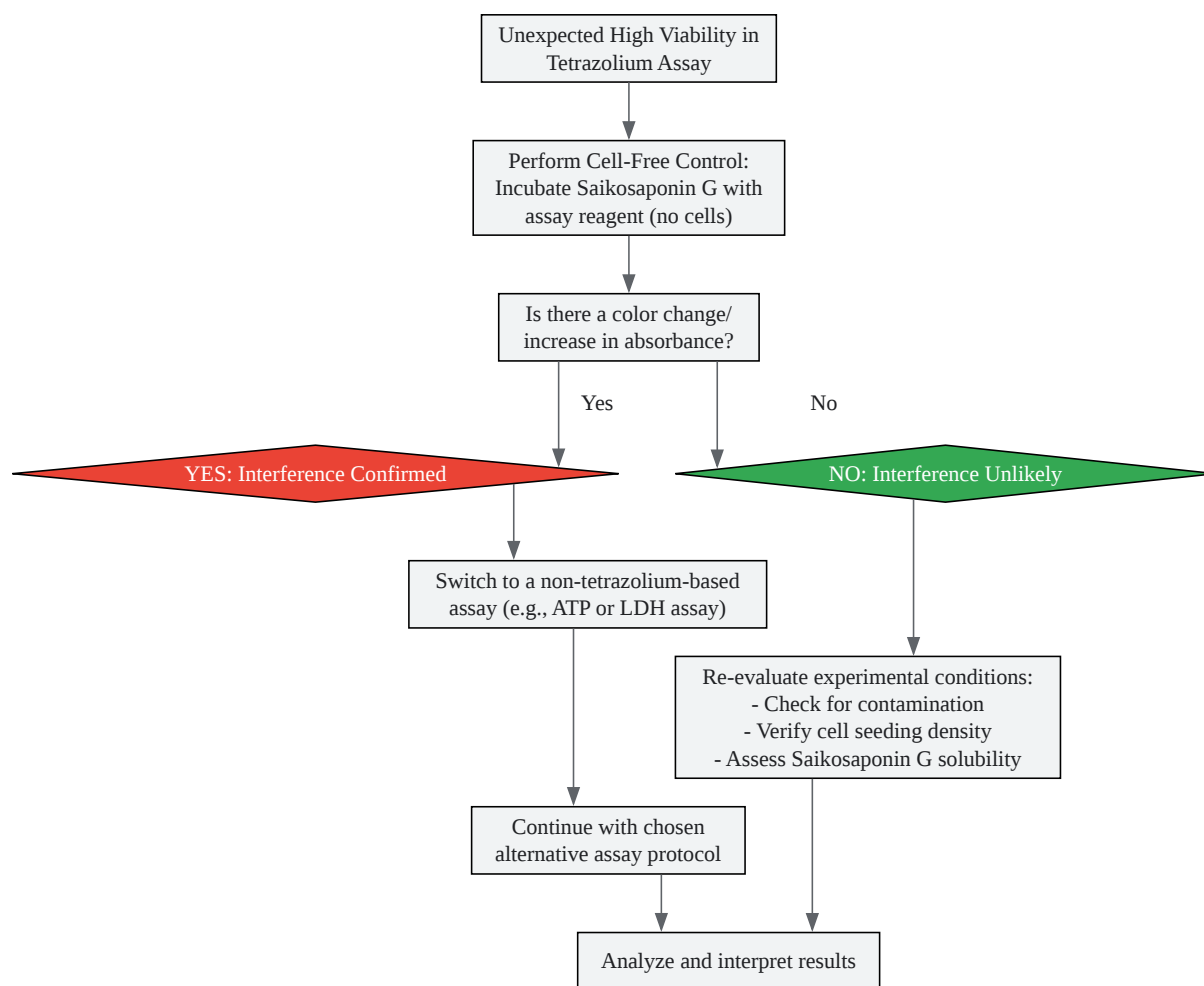 Unexpected High Viability in
Tetrazolium Assay
Perform Cell-Free Control:
Incubate Saikosaponin G with
assay reagent (no cells)
Is there a color change/
increase in absorbance?
Yes
No
YES: Interference Confirmed
NO: Interference Unlikely
Switch to a non-tetrazolium-based
assay (e.g., ATP or LDH assay)
Re-evaluate experimental conditions:
- Check for contamination
- Verify cell seeding density
- Assess Saikosaponin G solubility
Continue with chosen
alternative assay protocol
Analyze and interpret results